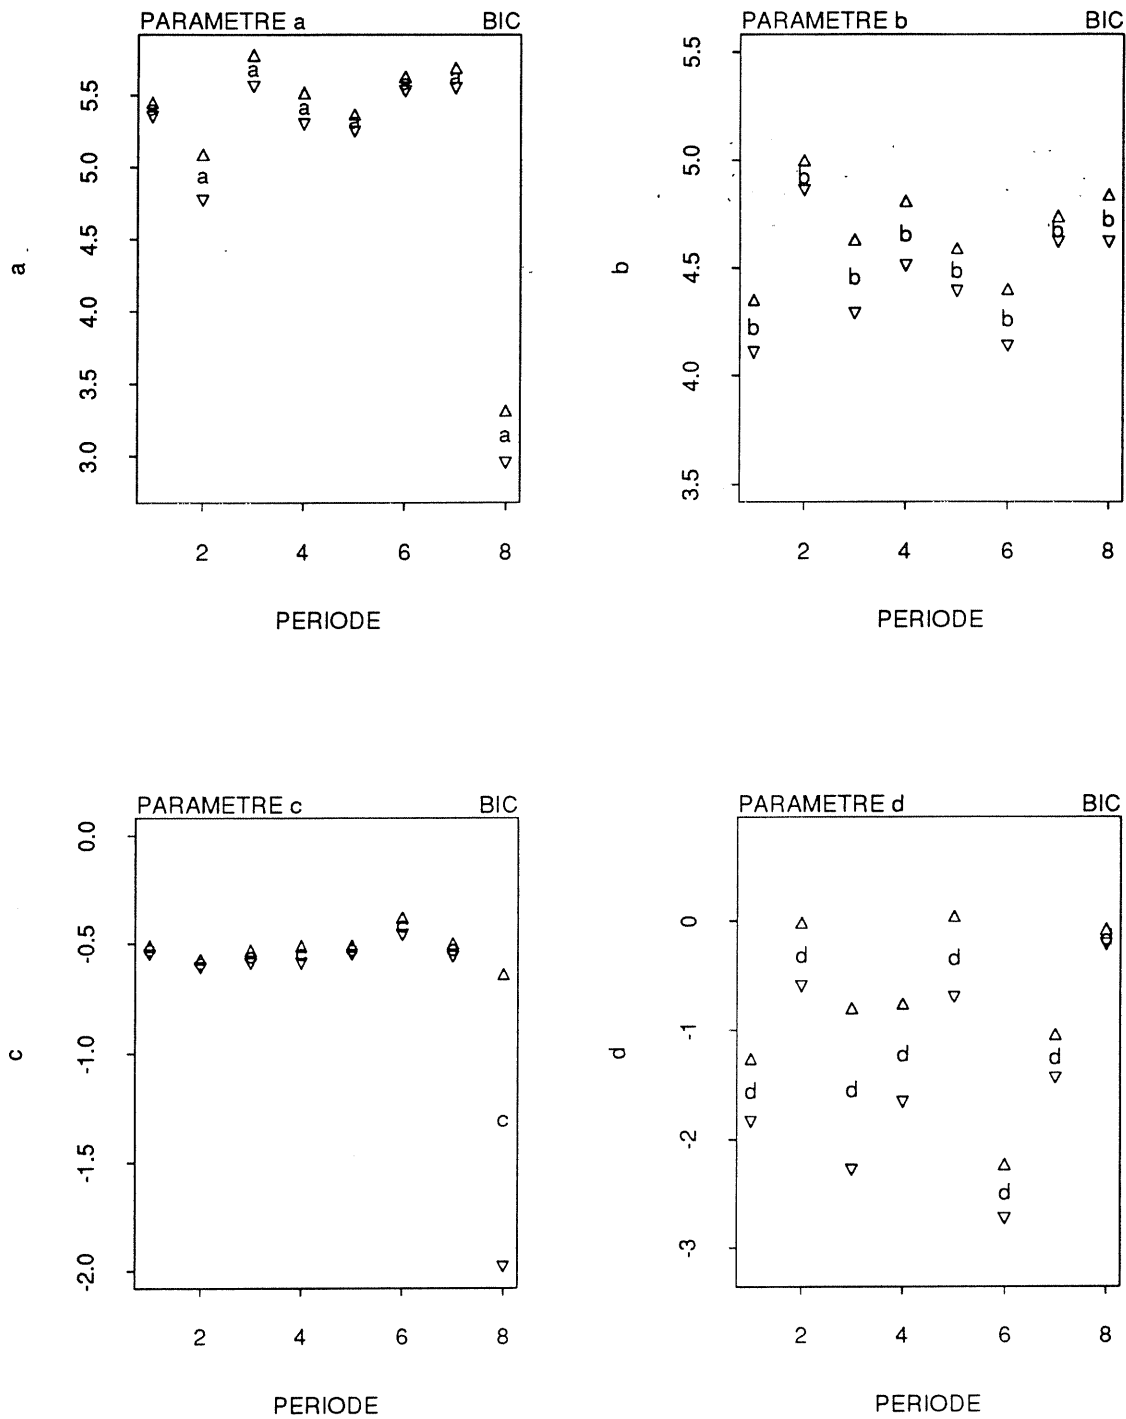 PARAMETRE a BIC
5.5
5.0
4.5
4.0
3.5
3.0
a
a
a
a
a
a
a
a
a
2 4 6 8
PERIODE
PARAMETRE b BIC
5.5
5.0
4.5
4.0
3.5
b
b
b
b
b
b
b
b
b
2 4 6 8
PERIODE
PARAMETRE c BIC
0.0
-0.5
-1.0
-1.5
-2.0
c
c
c
c
c
c
c
c
c
2 4 6 8
PERIODE
PARAMETRE d BIC
0
-1
-2
-3
d
d
d
d
d
d
d
d
2 4 6 8
PERIODE